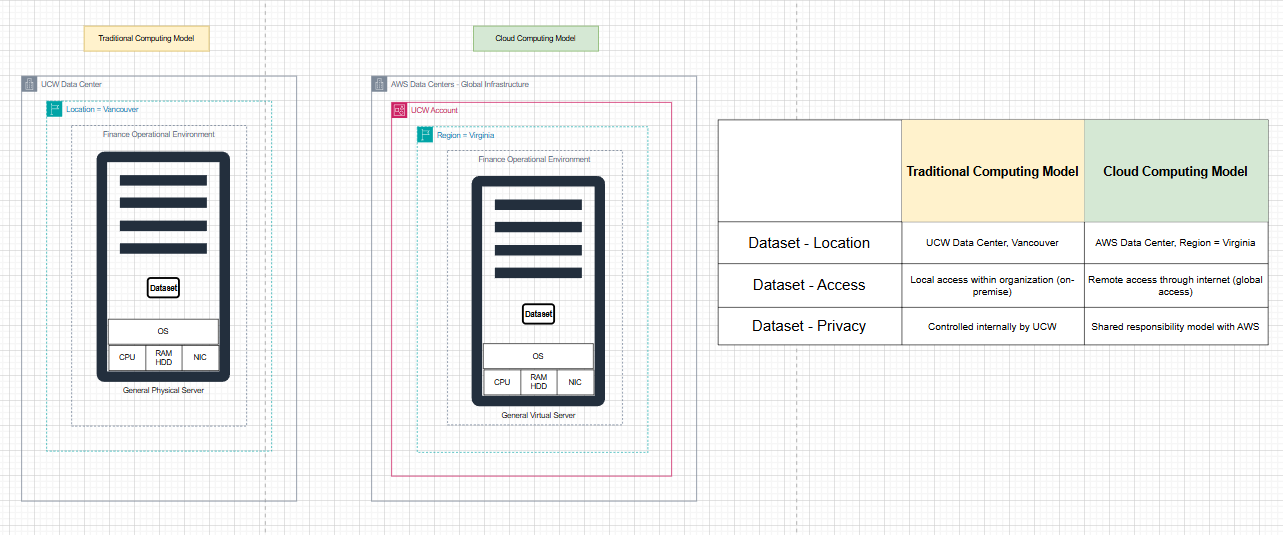 Traditional Computing Model
Cloud Computing Model
UCW Data Center
Location = Vancouver
Finance Operational Environment
Dataset
OS
CPU
RAM
HDD
NIC
General Physical Server
AWS Data Centers - Global Infrastructure
UCW Account
Region = Virginia
Finance Operational Environment
Dataset
OS
CPU
RAM
HDD
NIC
General Virtual Server
Traditional Computing Model
Cloud Computing Model
Dataset - Location
UCW Data Center, Vancouver
AWS Data Center, Region = Virginia
Dataset - Access
Local access within organization (on-
premise)
Remote access through internet (global
access)
Dataset - Privacy
Controlled internally by UCW
Shared responsibility model with AWS